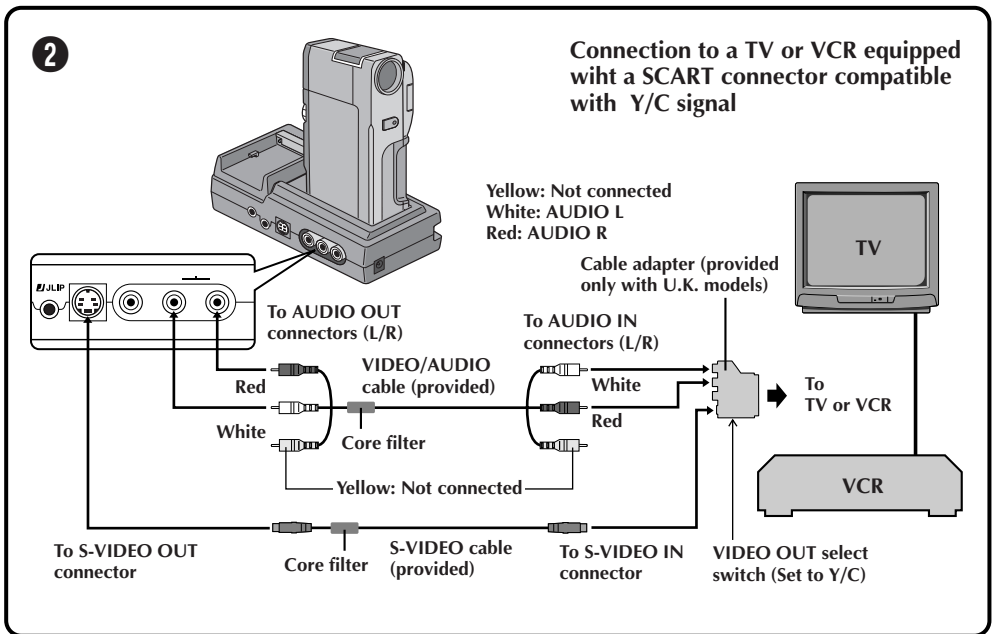 2
Connection to a TV or VCR equipped
wiht a SCART connector compatible
with Y/C signal
Yellow: Not connected
White: AUDIO L
Red: AUDIO R
TV
Cable adapter (provided
only with U.K. models)
JLIP
To AUDIO OUT
connectors (L/R)
To AUDIO IN
connectors (L/R)
VIDEO/AUDIO
cable (provided)
Red
White
White
Red
Core filter
To
TV or VCR
Yellow: Not connected
VCR
To S-VIDEO OUT
connector
Core filter
S-VIDEO cable
(provided)
To S-VIDEO IN
connector
VIDEO OUT select
switch (Set to Y/C)